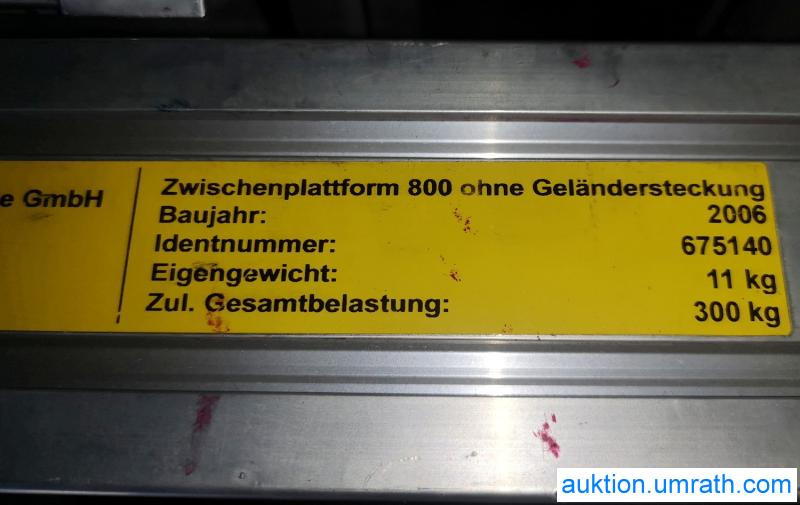 e GmbH
Zwischenplattform 800 ohne Geländersteckung
Baujahr: 2006
Identnummer: 675140
Eigengewicht: 11 kg
Zul. Gesamtbelastung: 300 kg
auktion.umrath.com